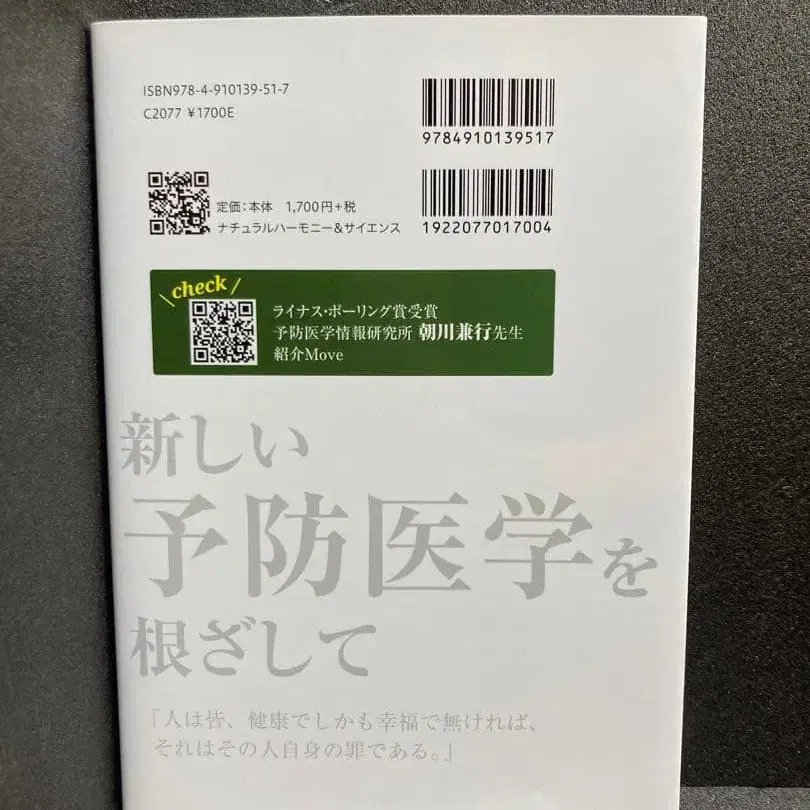 ISBN978-4-910139-51-7
C2077 ¥1700E
9784910139517
定価：本体 1,700円+税
ナチュラルハーモニー&サイエンス
1922077017004
check
ライナス・ポーリング賞受賞
予防医学情報研究所 朝川兼行先生
紹介Move
新しい
予防医学を
根ざして
「人は皆、健康でしかも幸福で無ければ、
それはその人自身の罪である。」